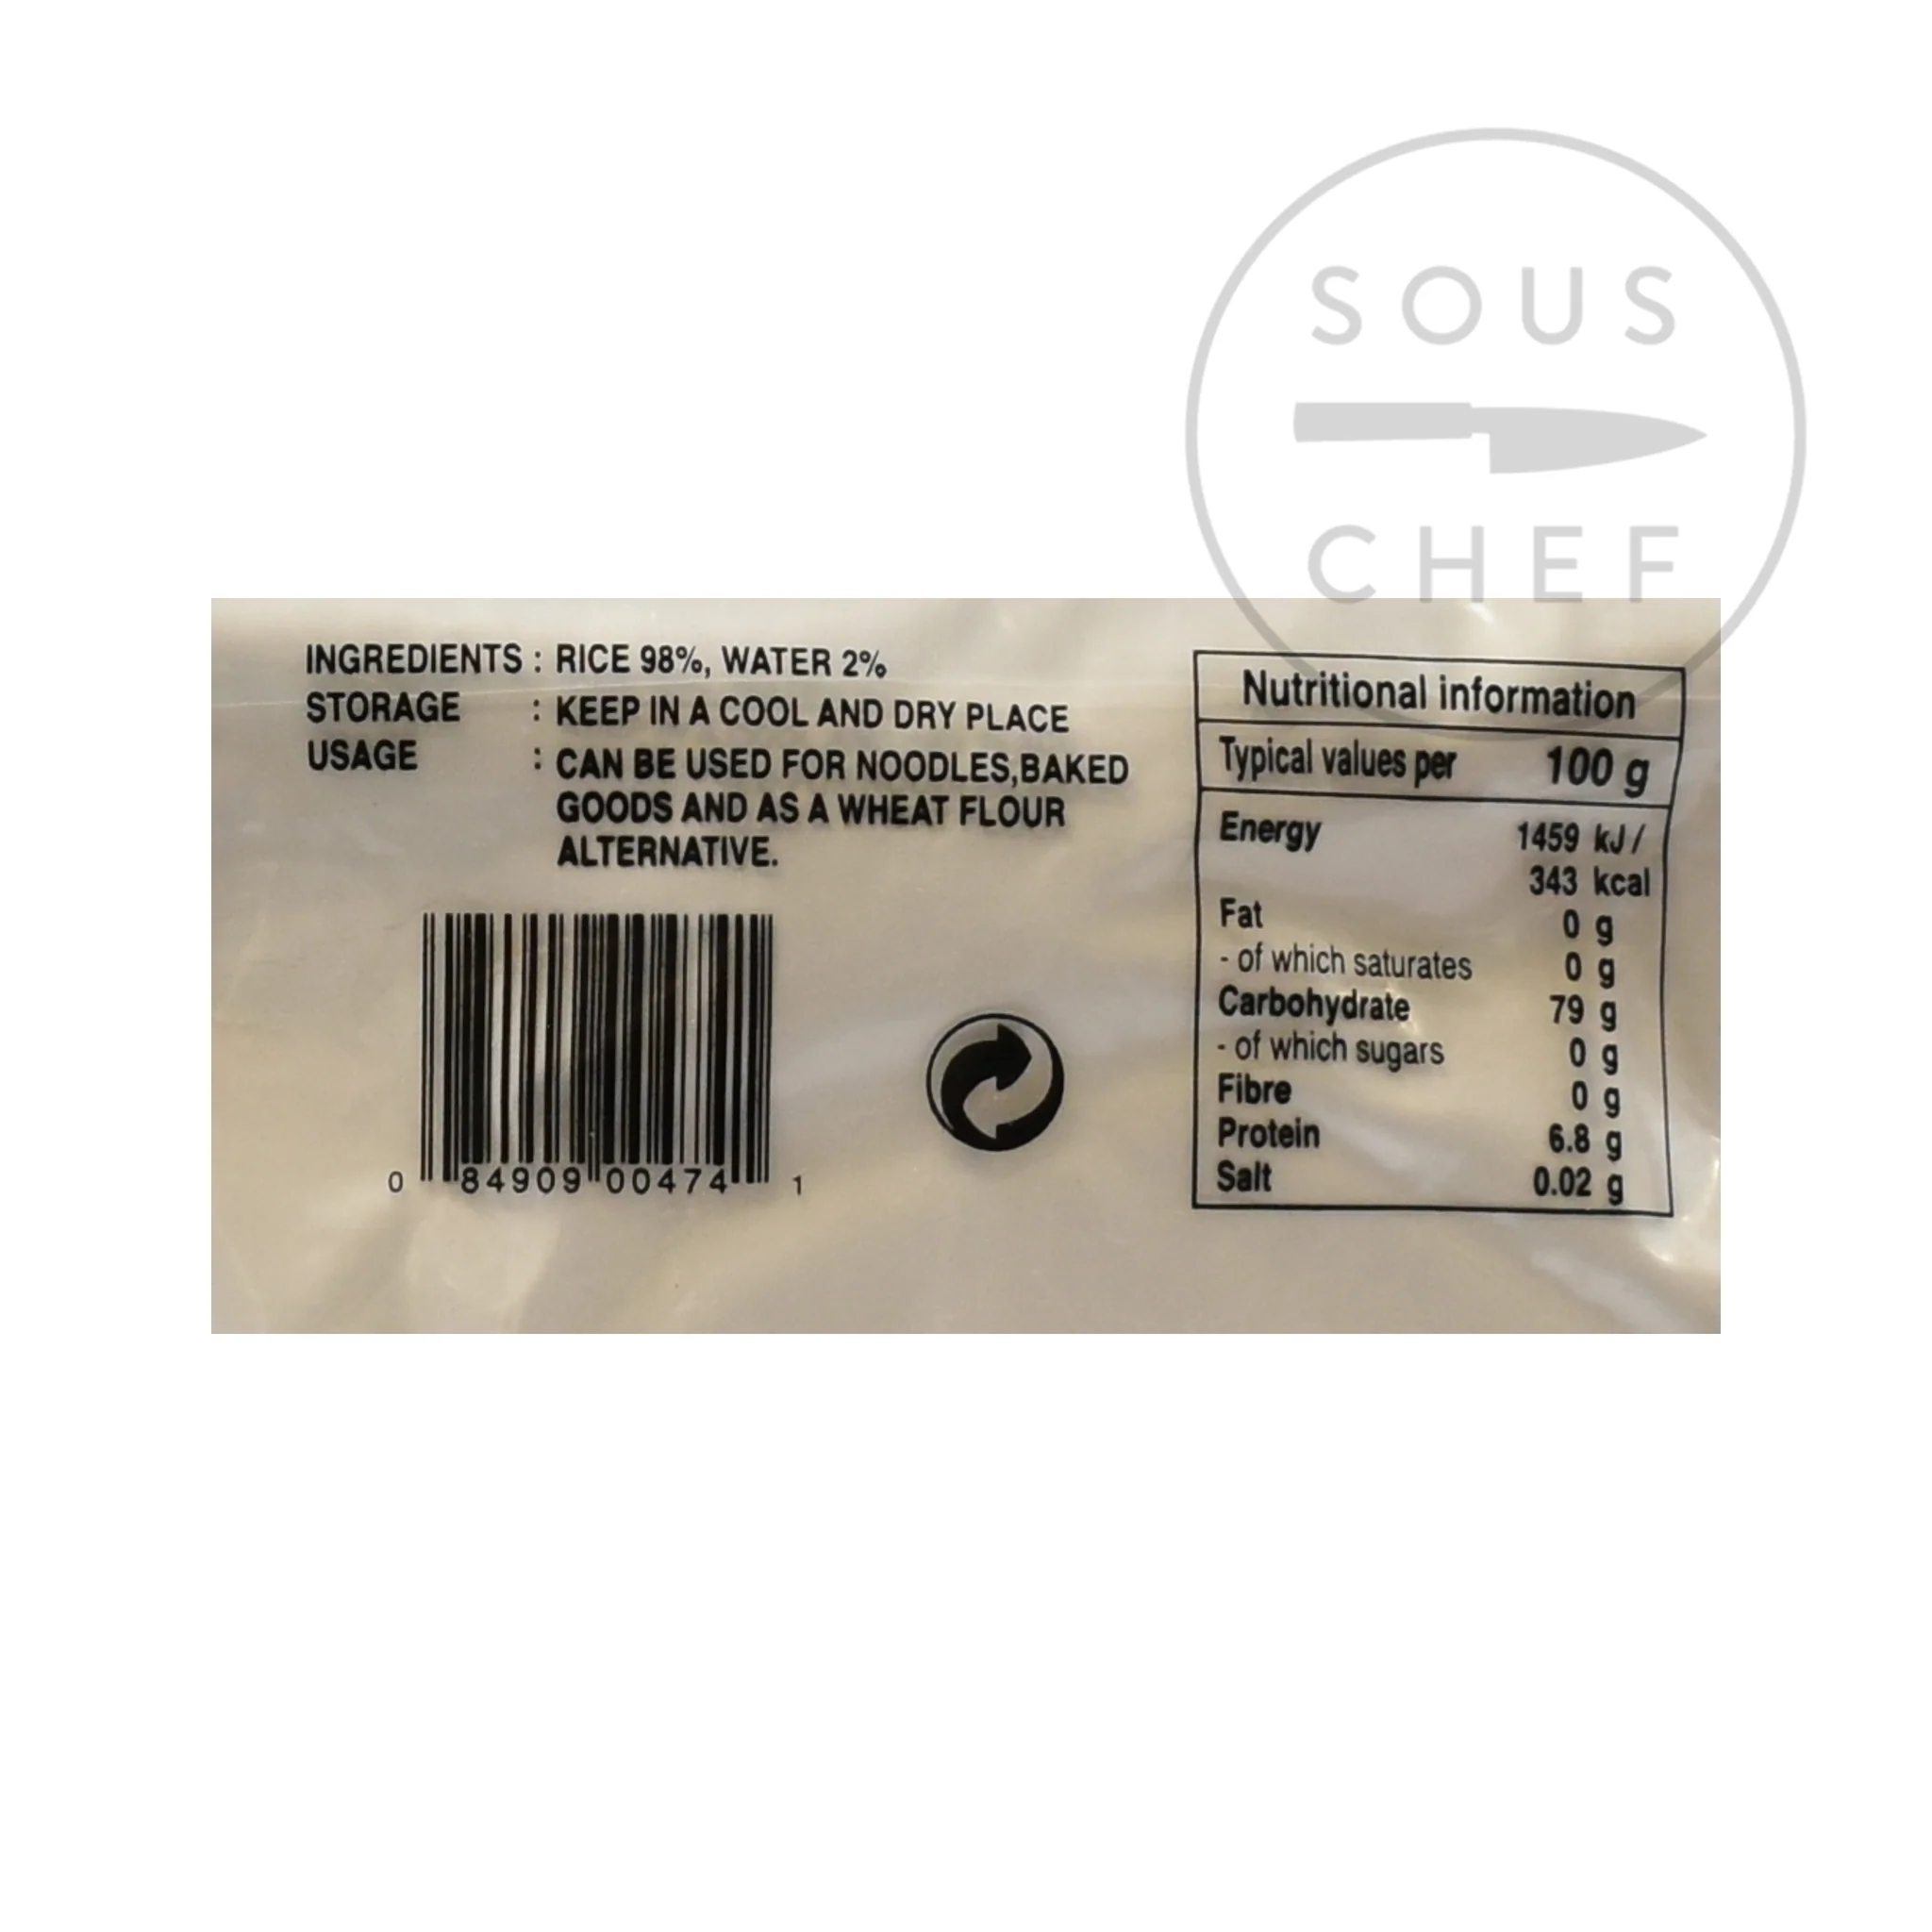 SOUS
CHEF
INGREDIENTS : RICE 98%, WATER 2%
STORAGE : KEEP IN A COOL AND DRY PLACE
USAGE : CAN BE USED FOR NOODLES,BAKED
GOODS AND AS A WHEAT FLOUR
ALTERNATIVE.
0 84909 00474 1
Nutritional information
Typical values per 100 g
Energy 1459 kJ /
343 kcal
Fat 0 g
- of which saturates 0 g
Carbohydrate 79 g
- of which sugars 0 g
Fibre 0 g
Protein 6.8 g
Salt 0.02 g